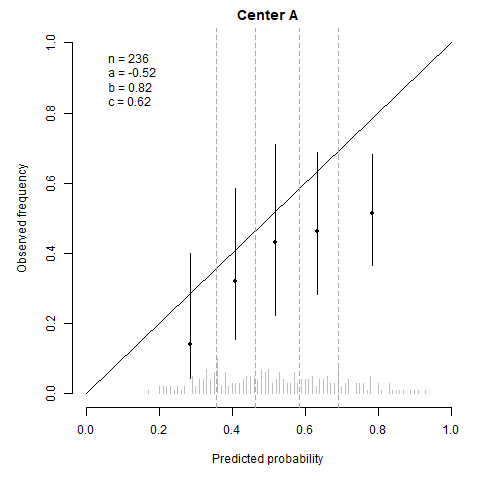 Center A
n = 236
a = -0.52
b = 0.82
c = 0.62
Observed frequency
1.0
0.8
0.6
0.4
0.2
0.0
0.0 0.2 0.4 0.6 0.8 1.0
Predicted probability